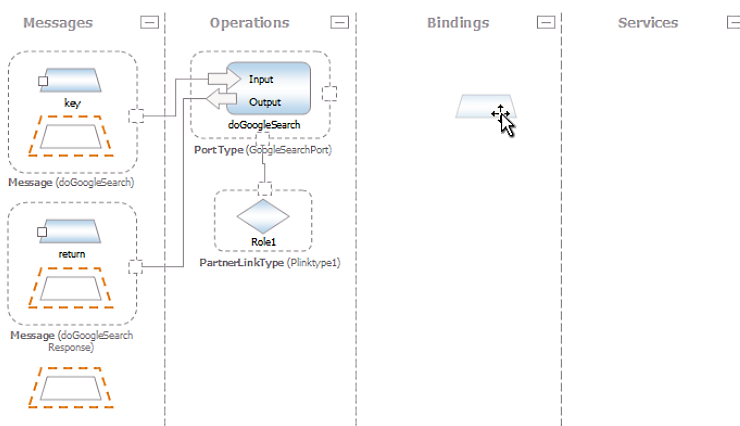 Messages
Operations
Bindings
Services
key
Message (doGoogleSearch)
return
Message (doGoogleSearch
Response)
Input
Output
doGoogleSearch
PortType (GoogleSearchPort)
Role1
PartnerLinkType (Plinktype1)